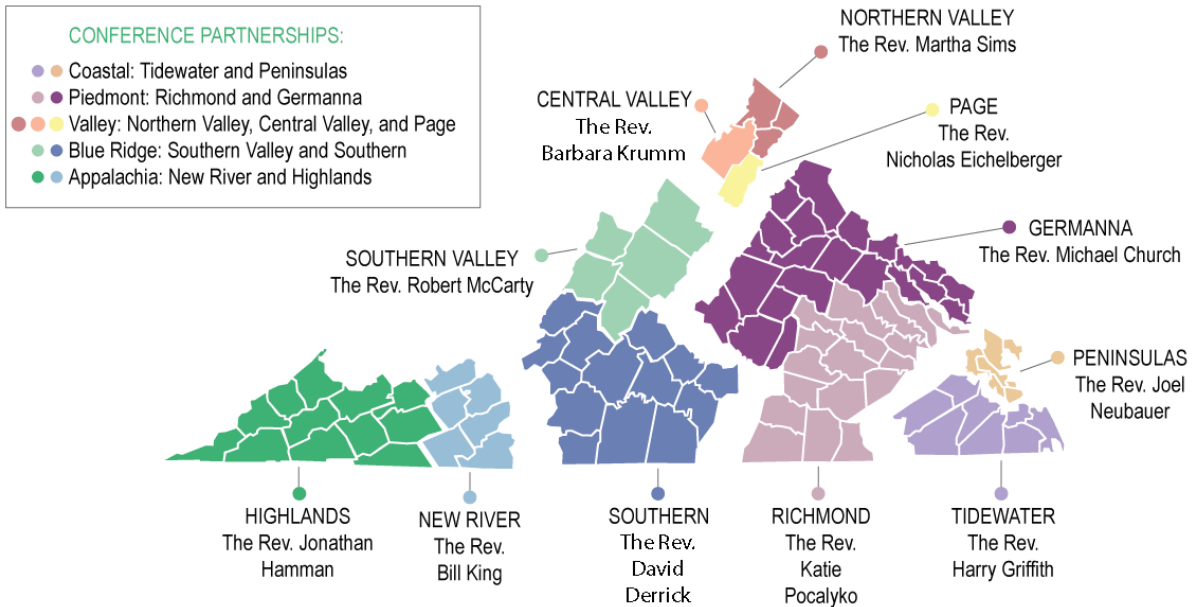 CONFERENCE PARTNERSHIPS:
Coastal: Tidewater and Peninsulas
Piedmont: Richmond and Germanna
Valley: Northern Valley, Central Valley, and Page
Blue Ridge: Southern Valley and Southern
Appalachia: New River and Highlands
NORTHERN VALLEY
The Rev. Martha Sims
CENTRAL VALLEY
The Rev.
Barbara Krumm
PAGE
The Rev.
Nicholas Eichelberger
GERMANNA
The Rev. Michael Church
SOUTHERN VALLEY
The Rev. Robert McCarty
PENINSULAS
The Rev. Joel
Neubauer
HIGHLANDS
The Rev. Jonathan
Hamman
NEW RIVER
The Rev.
Bill King
SOUTHERN
The Rev.
David
Derrick
RICHMOND
The Rev.
Katie
Pocalyko
TIDEWATER
The Rev.
Harry Griffith